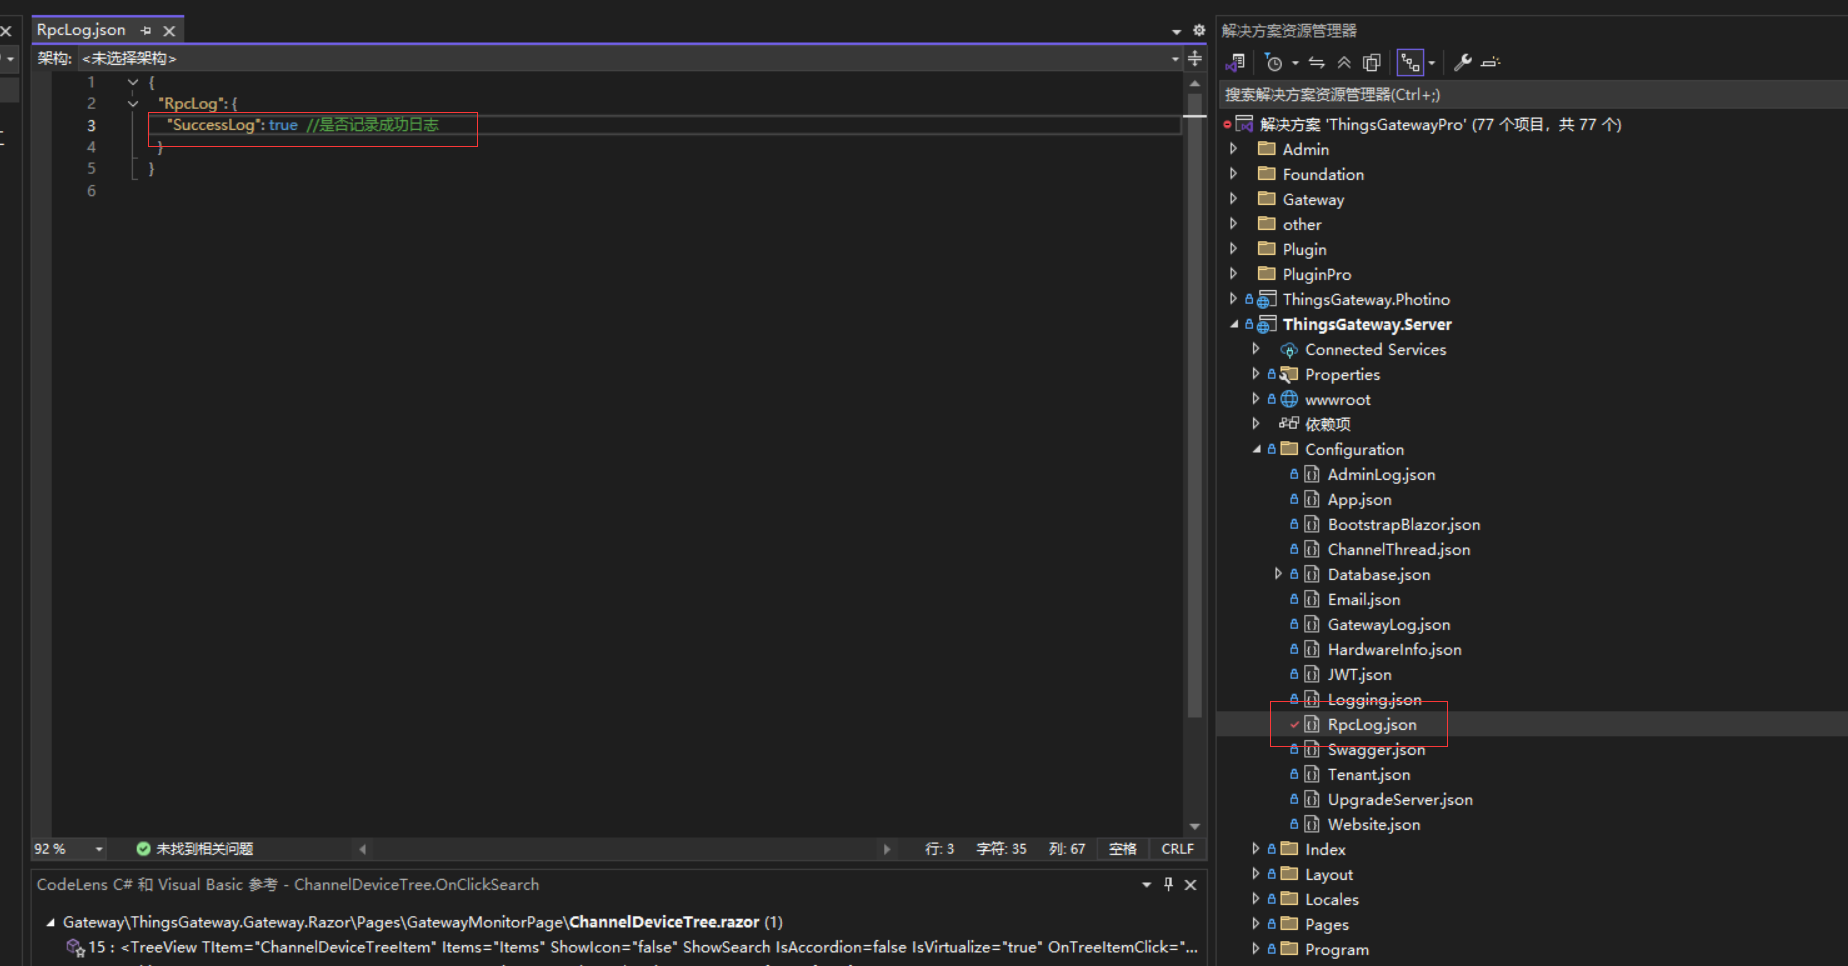 RpcLog.json
架构: <未选择架构>
1 {
2 "RpcLog": {
3 "SuccessLog": true //是否记录成功日志
4 }
5 }
6
92 % 未找到相关问题 行: 3 字符: 35 列: 67 空格 CRLF
CodeLens C# 和 Visual Basic 参考 - ChannelDeviceTree.OnClickSearch
Gateway\ThingsGateway.Gateway.Razor\Pages\GatewayMonitorPage\ChannelDeviceTree.razor (1)
15 : <TreeView TItem="ChannelDeviceTreeItem" Items="Items" ShowIcon="false" ShowSearch IsAccordion=false IsVirtualize="true" OnTreeItemClick="...
解决方案资源管理器
搜索解决方案资源管理器(Ctrl+;)
解决方案 'ThingsGatewayPro' (77 个项目，共 77 个)
Admin
Foundation
Gateway
other
Plugin
PluginPro
ThingsGateway.Photino
ThingsGateway.Server
Connected Services
Properties
wwwroot
依赖项
Configuration
AdminLog.json
App.json
BootstrapBlazor.json
ChannelThread.json
Database.json
Email.json
GatewayLog.json
HardwareInfo.json
JWT.json
Logging.json
RpcLog.json
Swagger.json
Tenant.json
UpgradeServer.json
Website.json
Index
Layout
Locales
Pages
Program